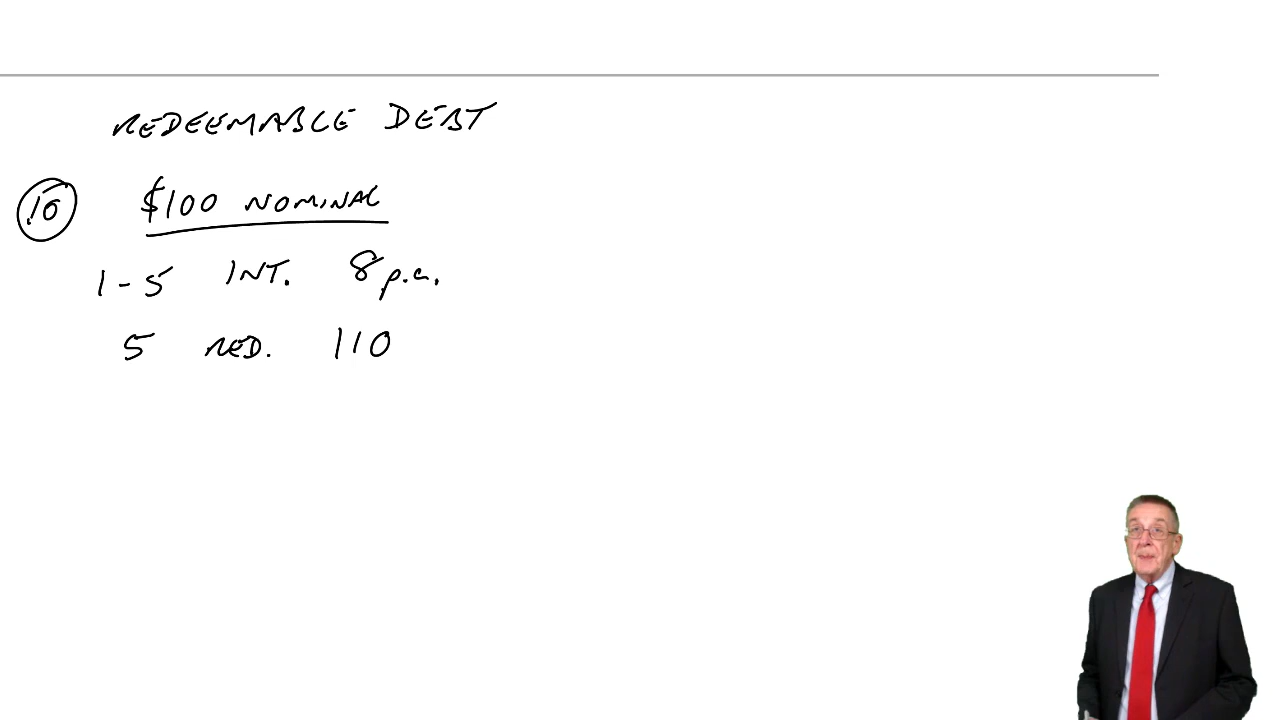 REDEEMABLE DEBT
10 $100 NOMINAL
1-5 INT. 8 p.a.
5 RED. 110